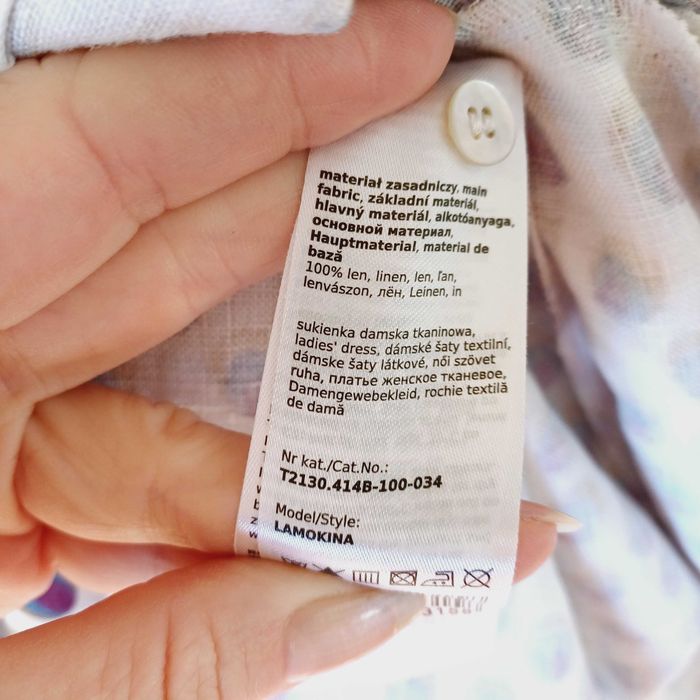 materiał zasadniczy, main
fabric, základní materiál,
hlavný materiál, alkotóanyaga,
основной материал,
Hauptmaterial, material de
bază
100% len, linen, len, ľan,
lenvászon, лён, Leinen, in
sukienka damska tkaninowa,
ladies' dress, dámské šaty textilní,
dámske šaty látkové, női szövet
ruha, платье женское тканевое,
Damengewebekleid, rochie textilă
de damă
Nr kat./Cat.No.:
T2130.414B-100-034
Model/Style:
LAMOKINA